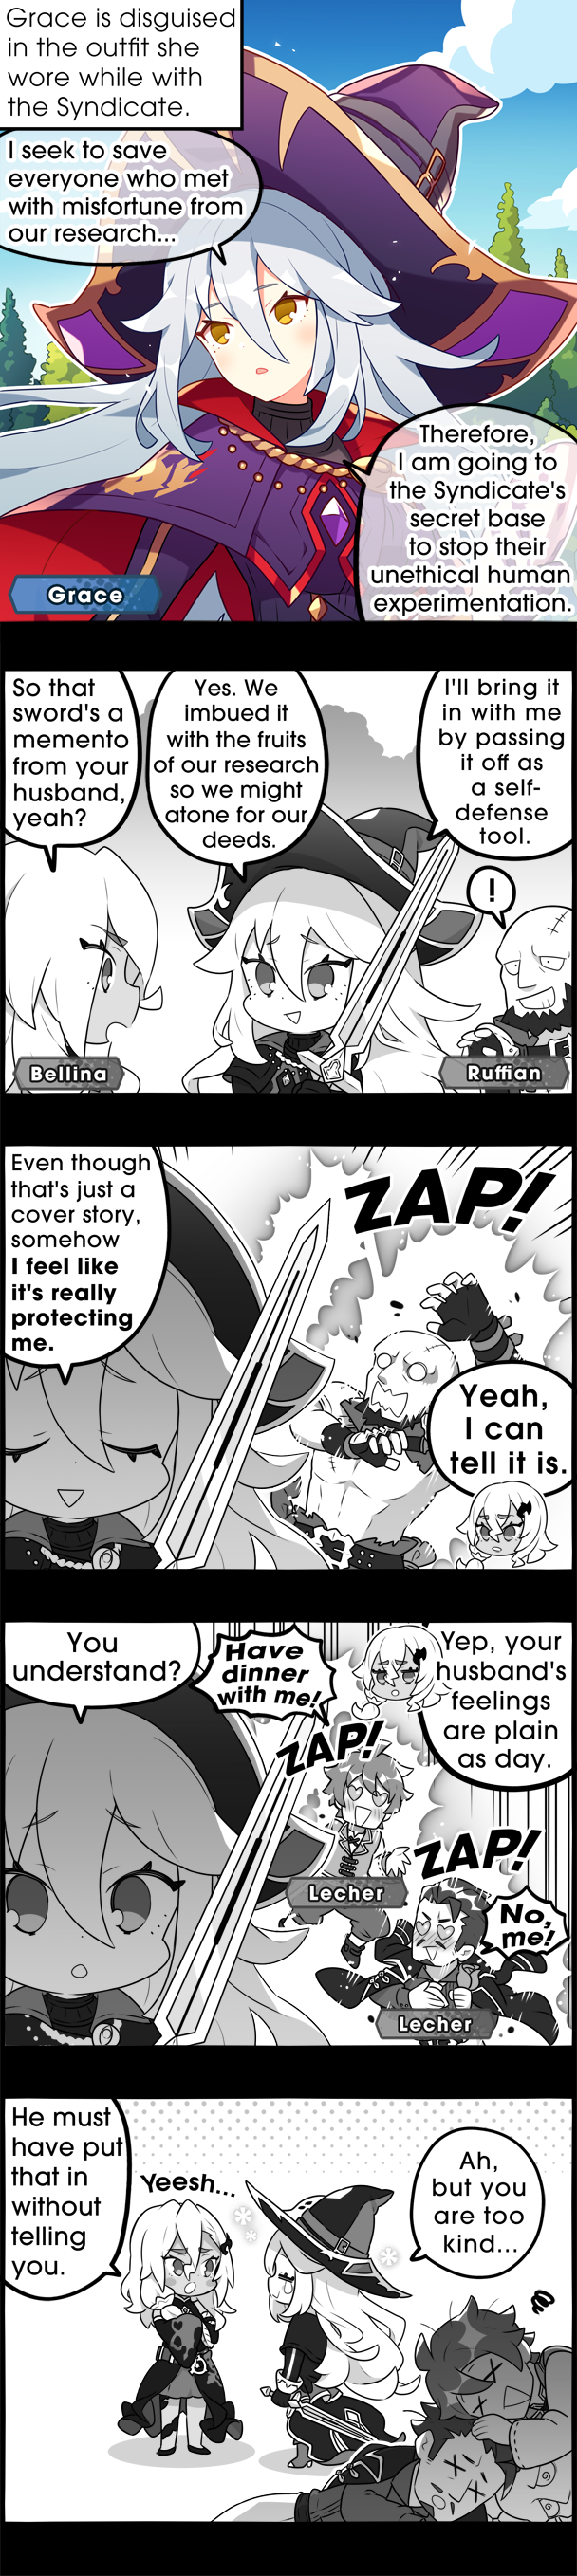 Grace is disguised
in the outfit she
wore while with
the Syndicate.
I seek to save
everyone who met
with misfortune from
our research...
Therefore,
I am going to
the Syndicate's
secret base
to stop their
unethical human
experimentation.
Grace
So that
sword's a
memento
from your
husband,
yeah?
Yes. We
imbued it
with the fruits
of our research
so we might
atone for our
deeds.
I'll bring it
in with me
by passing
it off as
a self-
defense
tool.
!
Bellina
Ruffian
Even though
that's just a
cover story,
somehow
I feel like
it's really
protecting
me.
ZAP!
Yeah,
I can
tell it is.
You
understand?
Have
dinner
with me!
Yep, your
husband's
feelings
are plain
as day.
ZAP!
Lecher
ZAP!
No,
me!
Lecher
He must
have put
that in
without
telling
you.
Yeesh...
Ah,
but you
are too
kind...